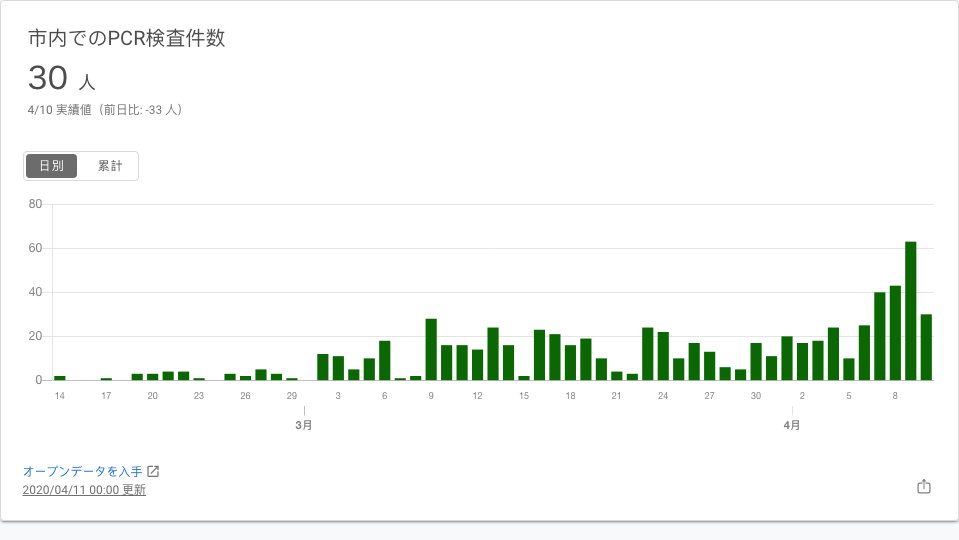 市内でのPCR検査件数
30 人
4/10 実績値（前日比: -33 人）
日別 累計
80
60
40
20
0
14 17 20 23 26 29 3 6 9 12 15 18 21 24 27 30 2 5 8
3月 4月
オープンデータを入手
2020/04/11 00:00 更新